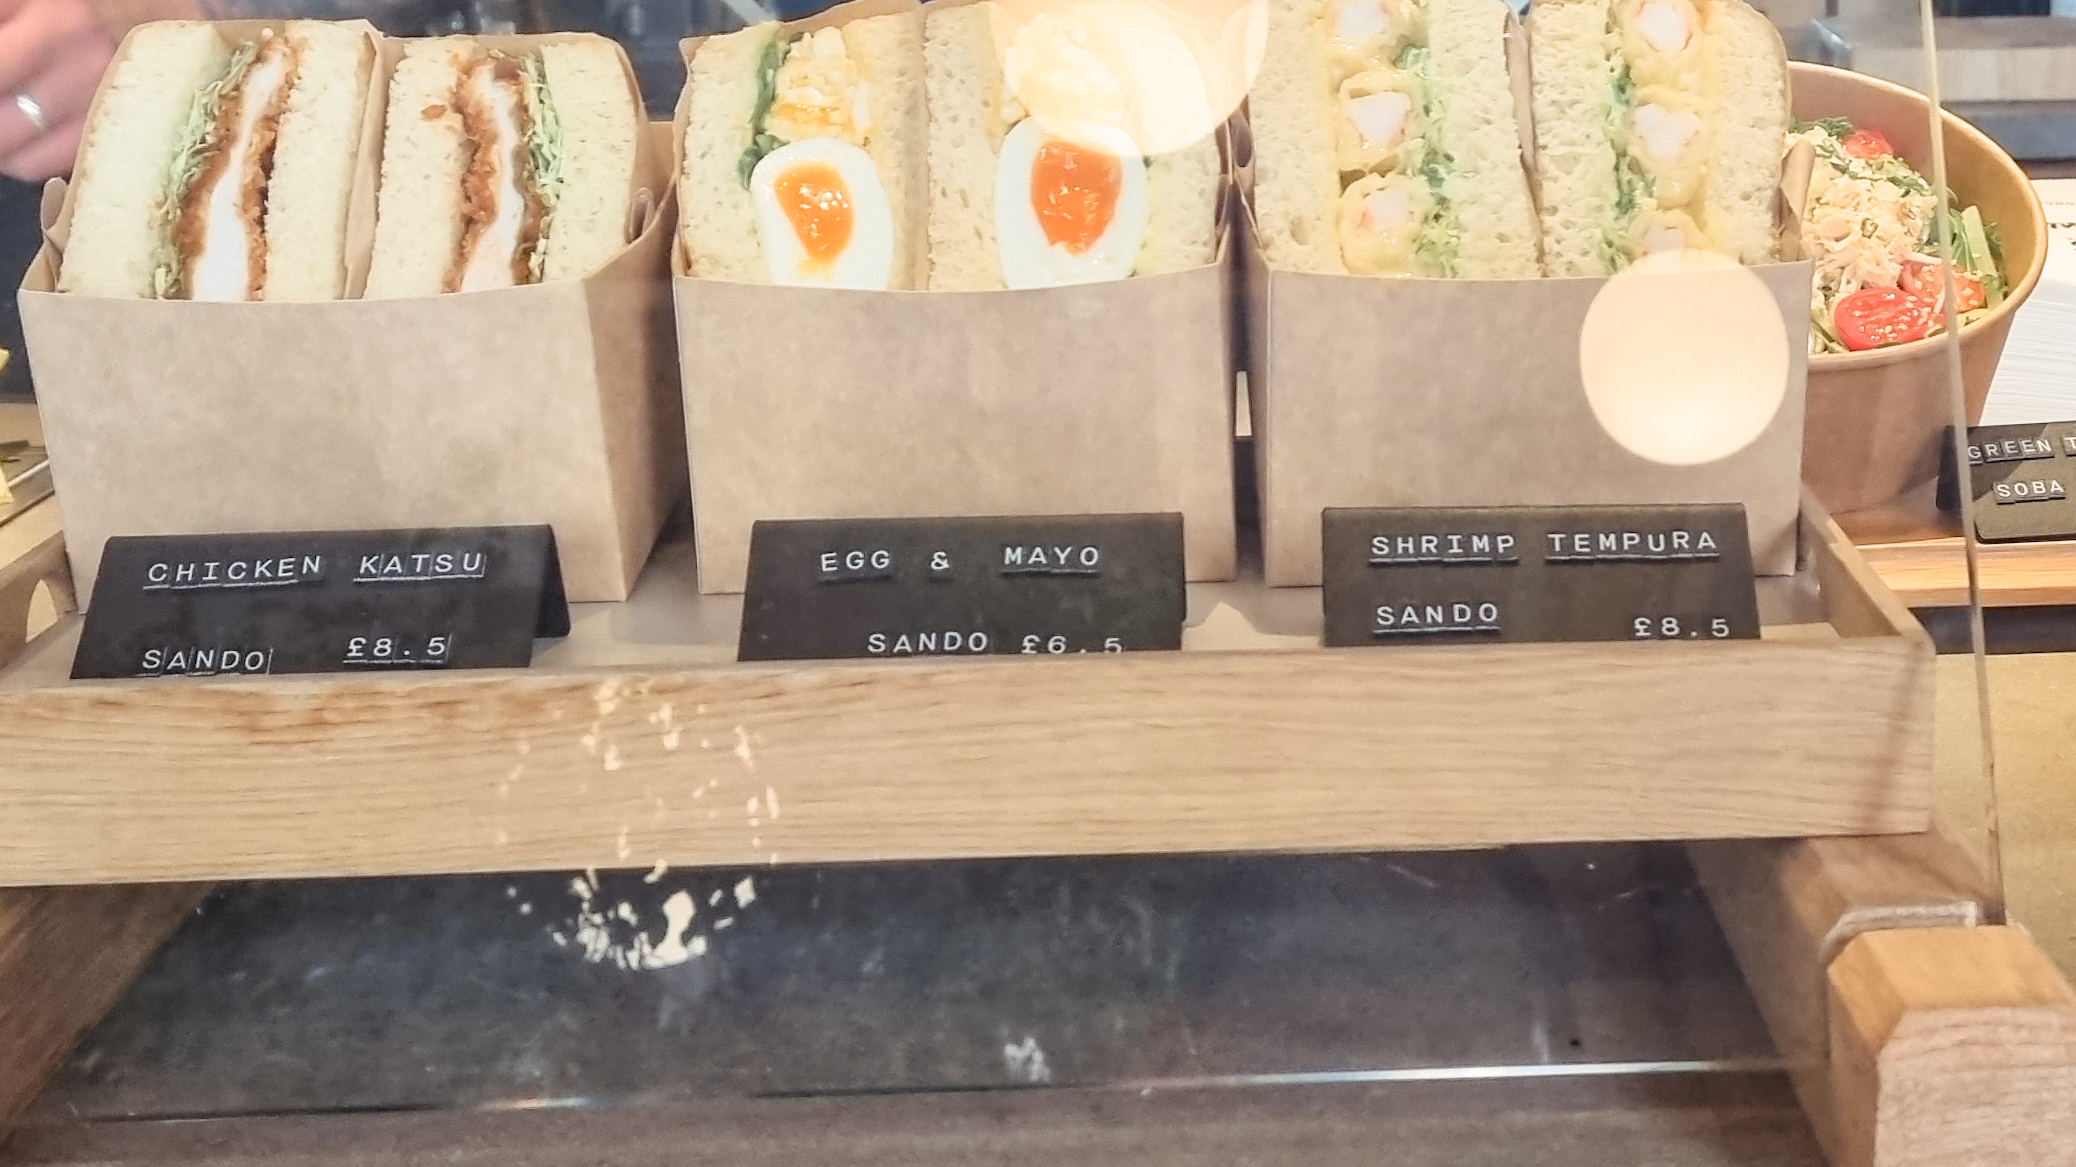 CHICKEN KATSU
SANDO £8.5
EGG & MAYO
SANDO £6.5
SHRIMP TEMPURA
SANDO £8.5
GREEN
SOBA